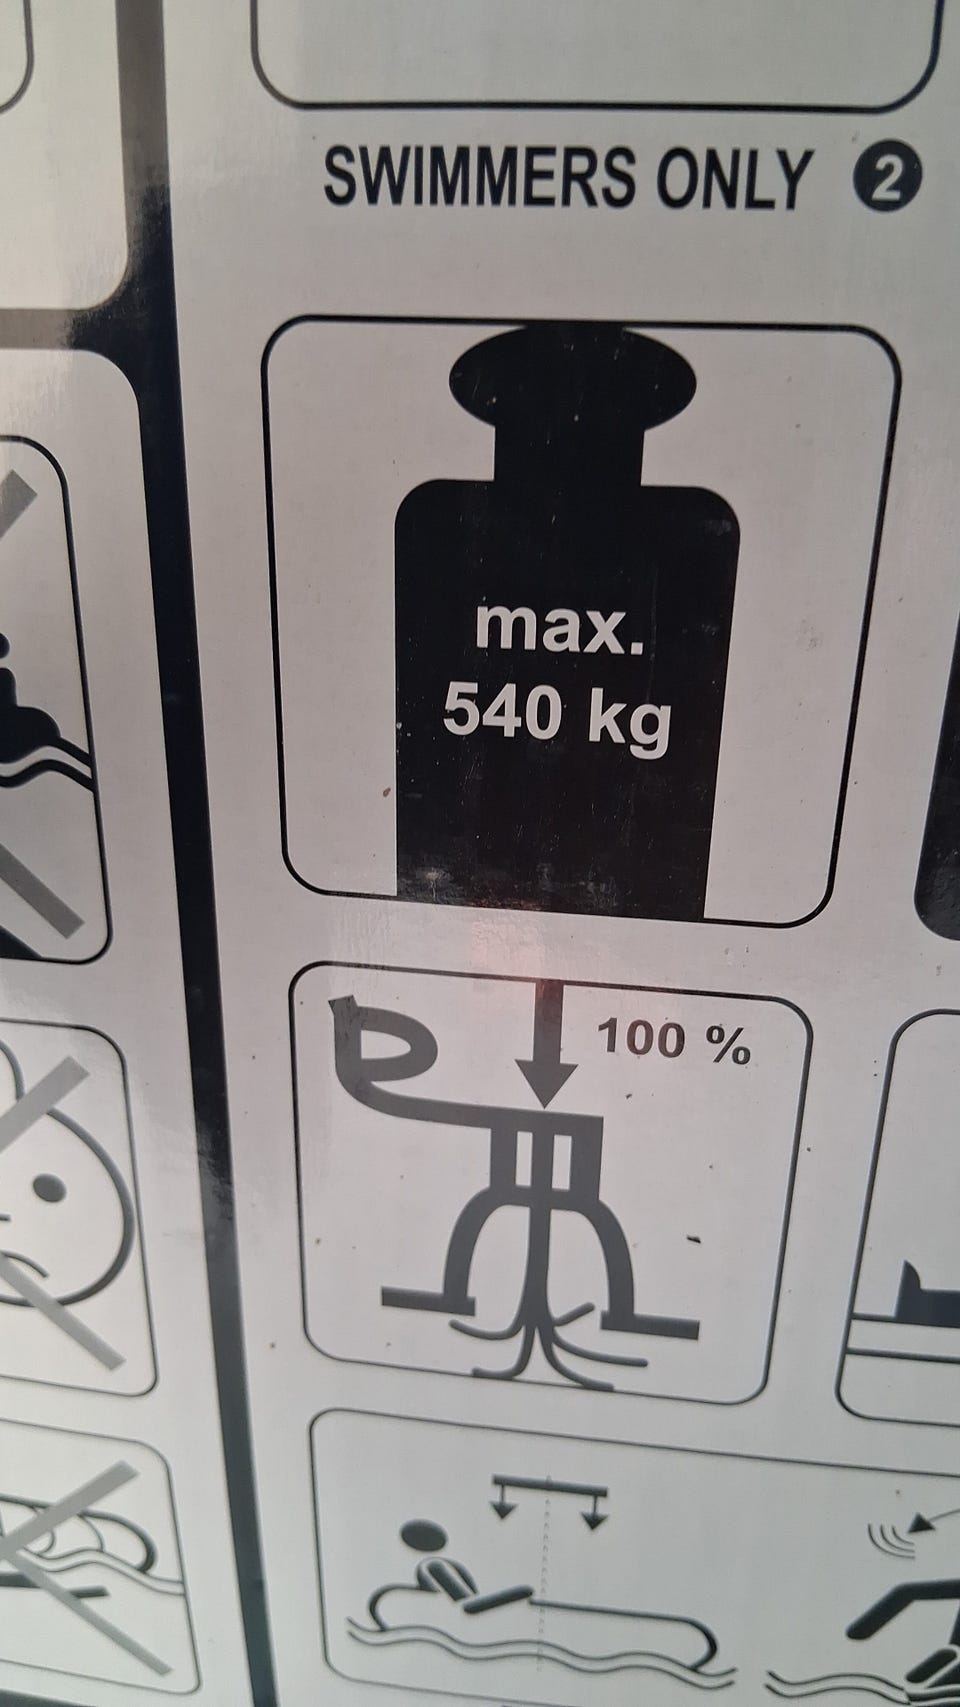 SWIMMERS ONLY 2
max.
540 kg
100 %